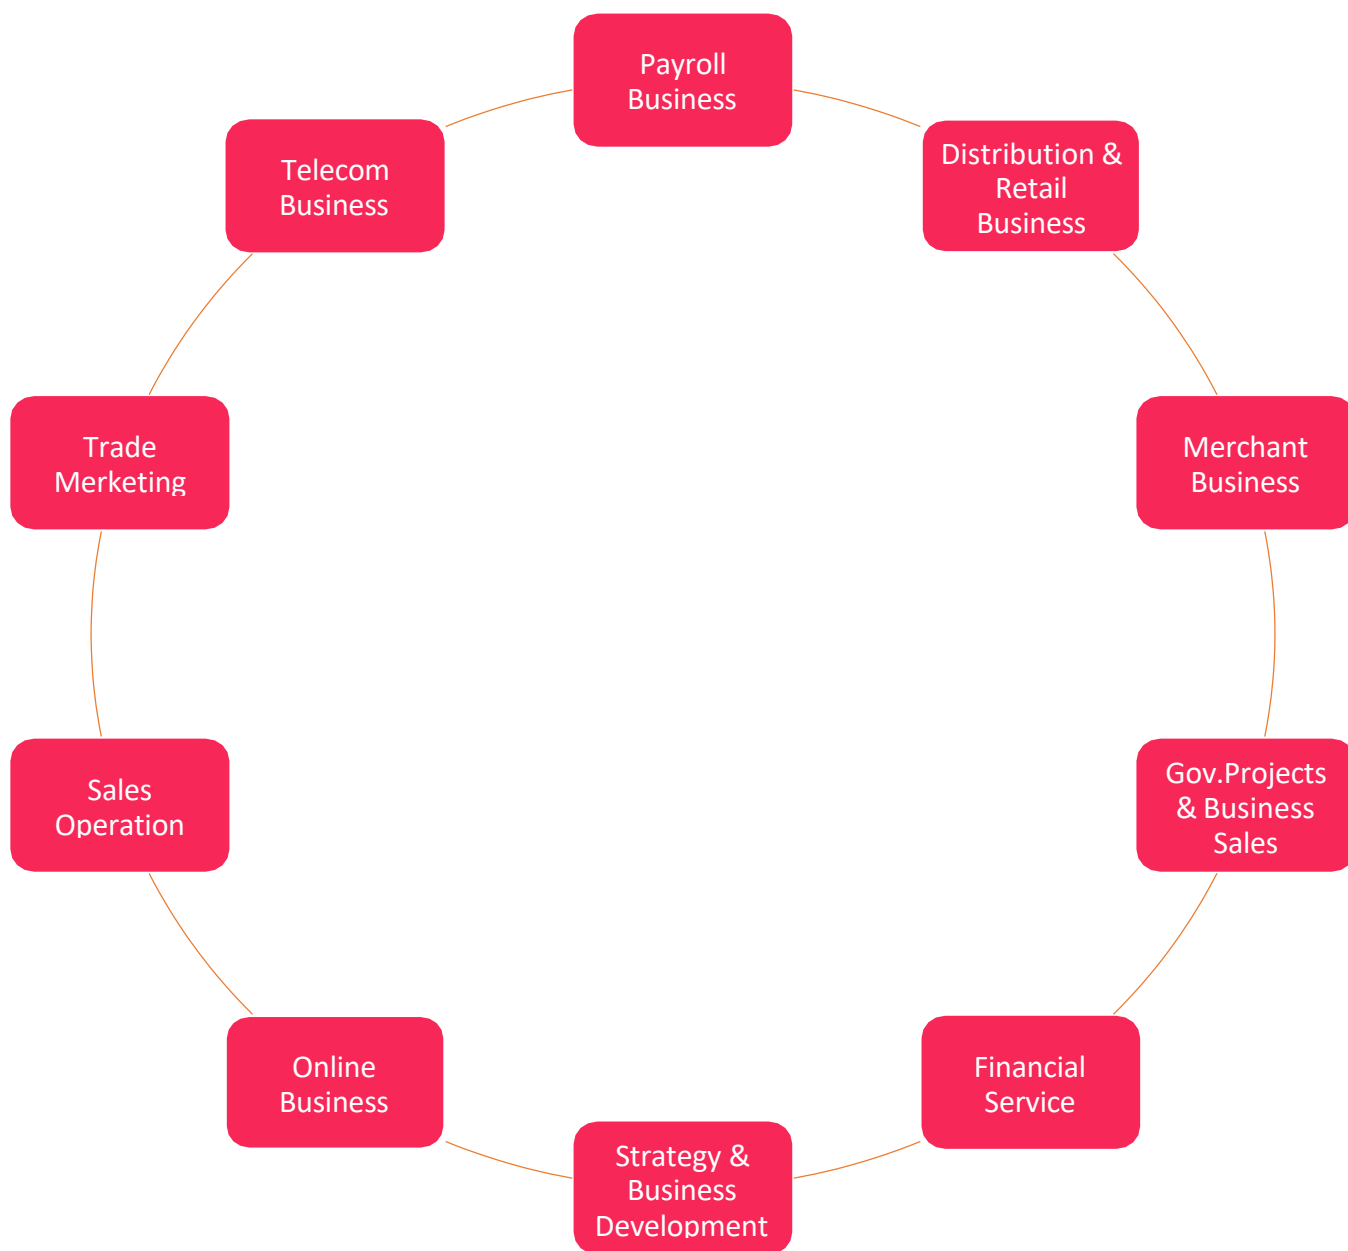 Payroll
Business
Distribution &
Retail
Business
Merchant
Business
Gov.Projects
& Business
Sales
Financial
Service
Strategy &
Business
Development
Online
Business
Sales
Operation
Trade
Merketing
Telecom
Business